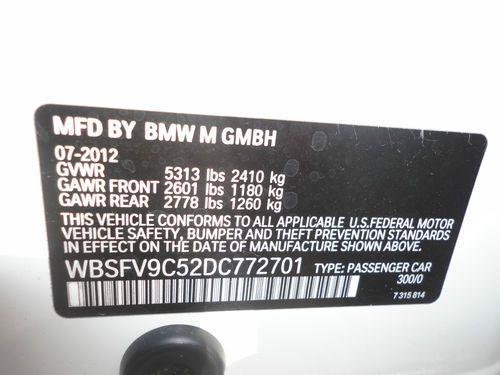 MFD BY BMW M GMBH
07-2012
GVWR 5313 lbs 2410 kg
GAWR FRONT 2601 lbs 1180 kg
GAWR REAR 2778 lbs 1260 kg
THIS VEHICLE CONFORMS TO ALL APPLICABLE U.S.FEDERAL MOTOR
VEHICLE SAFETY, BUMPER AND THEFT PREVENTION STANDARDS
IN EFFECT ON THE DATE OF MANUFACTURE SHOWN ABOVE.
WBSFV9C52DC772701 TYPE: PASSENGER CAR
300/0
7 315 814